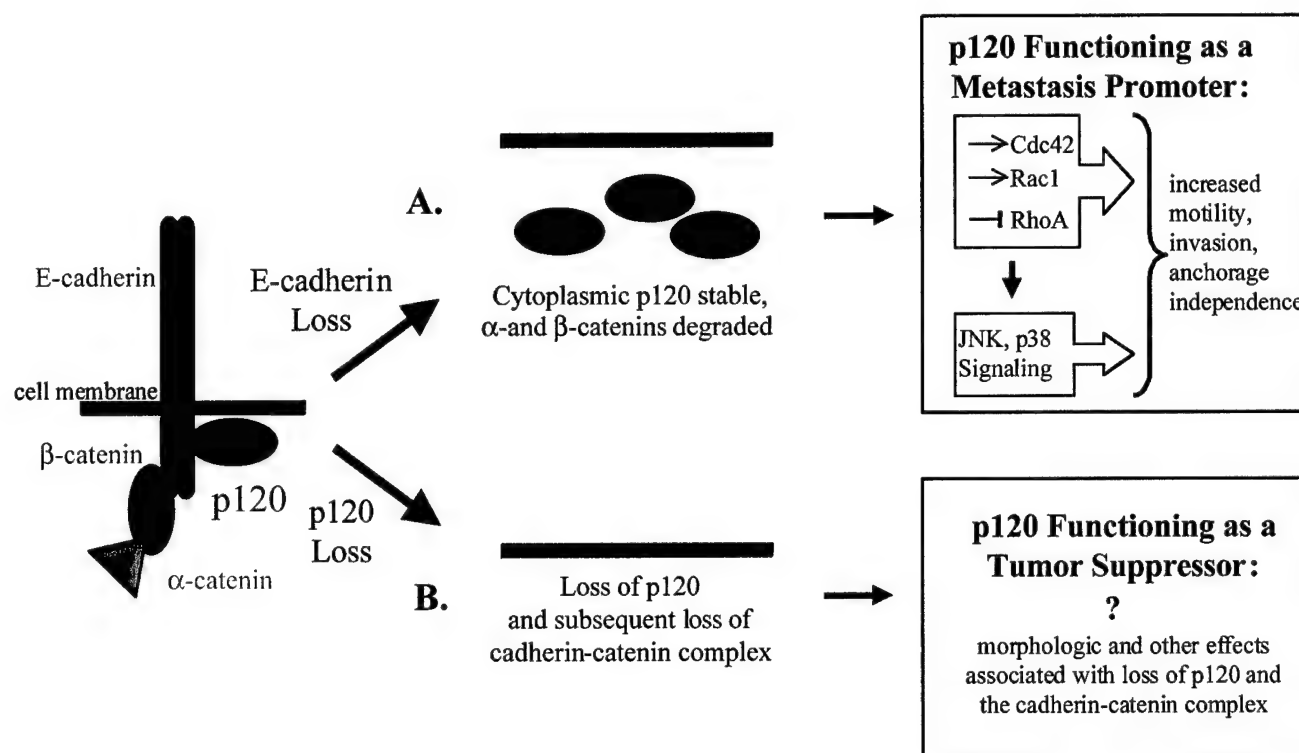 E-cadherin
cell membrane
β-catenin
p120
α-catenin
E-cadherin
Loss
p120
Loss
A.
Cytoplasmic p120 stable,
α-and β-catenins degraded
B.
Loss of p120
and subsequent loss of
cadherin-catenin complex
p120 Functioning as a
Metastasis Promoter:
Cdc42
Rac1
RhoA
JNK, p38
Signaling
increased
motility,
invasion,
anchorage
independence
p120 Functioning as a
Tumor Suppressor:
?
morphologic and other effects
associated with loss of p120 and
the cadherin-catenin complex